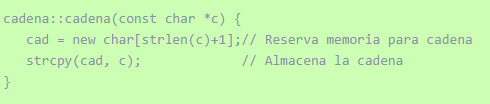 cadena::cadena(const char *c) {
   cad = new char[strlen(c)+1];// Reserva memoria para cadena
   strcpy(cad, c);             // Almacena la cadena
}